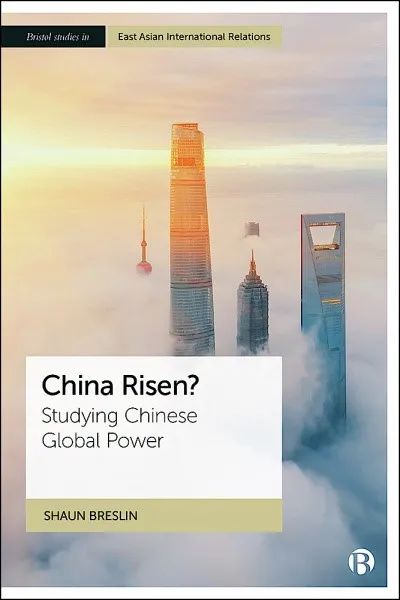 Bristol studies in East Asian International Relations
China Risen?
Studying Chinese
Global Power
SHAUN BRESLIN